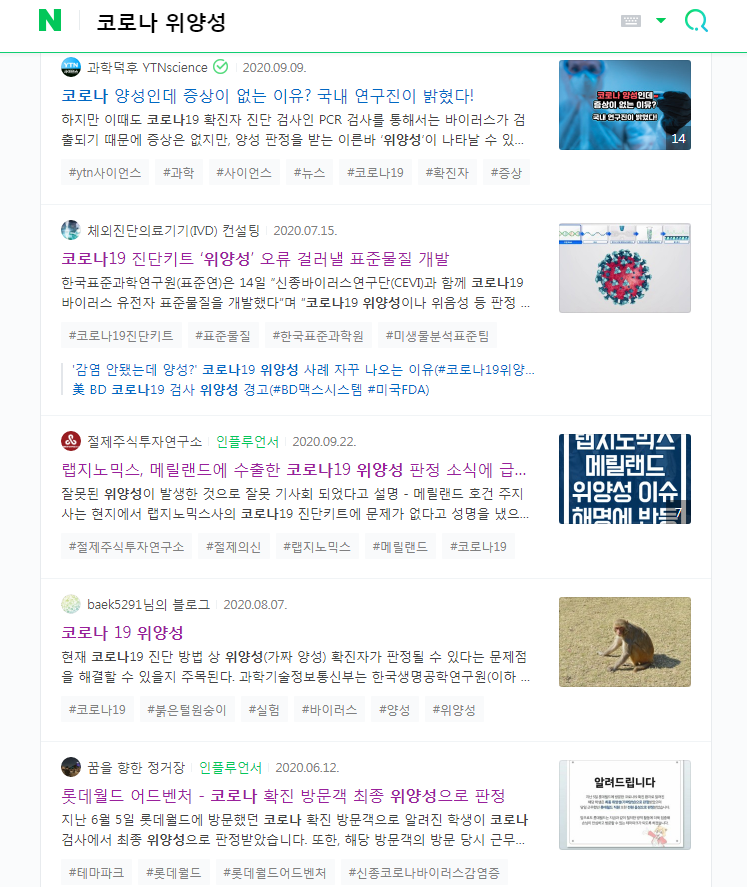 N 코로나 위양성
과학덕후 YTNscience 2020.09.09.
코로나 양성인데 증상이 없는 이유? 국내 연구진이 밝혔다!
하지만 이때도 코로나19 확진자 진단 검사인 PCR 검사를 통해서는 바이러스가 검
출되기 때문에 증상은 없지만, 양성 판정을 받는 이른바 '위양성'이 나타날 수 있...
#ytn사이언스 #과학 #사이언스 #뉴스 #코로나19 #확진자 #증상
YTN
코로나 양성인데
증상이 없는 이유?
국내 연구진이 밝혔다!
14
체외진단의료기기(IVD) 컨설팅 2020.07.15.
코로나19 진단키트 '위양성' 오류 걸러낼 표준물질 개발
한국표준과학연구원(표준연)은 14일 "신종바이러스연구단(CEVI)과 함께 코로나19
바이러스 유전자 표준물질을 개발했다"며 "코로나19 위양성이나 위음성 등 판정 ...
#코로나19진단키트 #표준물질 #한국표준과학원 #미생물분석표준팀
'감염 안됐는데 양성?' 코로나19 위양성 사례 자꾸 나오는 이유(#코로나19위양...
美 BD 코로나19 검사 위양성 경고(#BD맥스시스템 #미국FDA)
절제주식투자연구소 인플루언서 2020.09.22.
랩지노믹스, 메릴랜드에 수출한 코로나19 위양성 판정 소식에 급...
잘못된 위양성이 발생한 것으로 잘못 기사회 되었다고 설명 - 메릴랜드 호건 주지
사는 현지에서 랩지노믹스사의 코로나19 진단키트에 문제가 없다고 성명을 냈으...
#절제주식투자연구소 #절제의신 #랩지노믹스 #메릴랜드 #코로나19
랩지노믹스
메릴랜드
위양성 이슈
해명에 반등
7
baek5291님의 블로그 2020.08.07.
코로나 19 위양성
현재 코로나19 진단 방법 상 위양성(가짜 양성) 확진자가 판정될 수 있다는 문제점
을 해결할 수 있을지 주목된다. 과학기술정보통신부는 한국생명공학연구원(이하 ...
#코로나19 #붉은털원숭이 #실험 #바이러스 #양성 #위양성
꿈을 향한 정거장 인플루언서 2020.06.12.
롯데월드 어드벤처 - 코로나 확진 방문객 최종 위양성으로 판정
지난 6월 5일 롯데월드에 방문했던 코로나 확진 방문객으로 알려진 학생이 코로나
검사에서 최종 위양성으로 판정받았습니다. 또한, 해당 방문객의 방문 당시 근무...
#테마파크 #롯데월드 #롯데월드어드벤처 #신종코로나바이러스감염증
알려드립니다